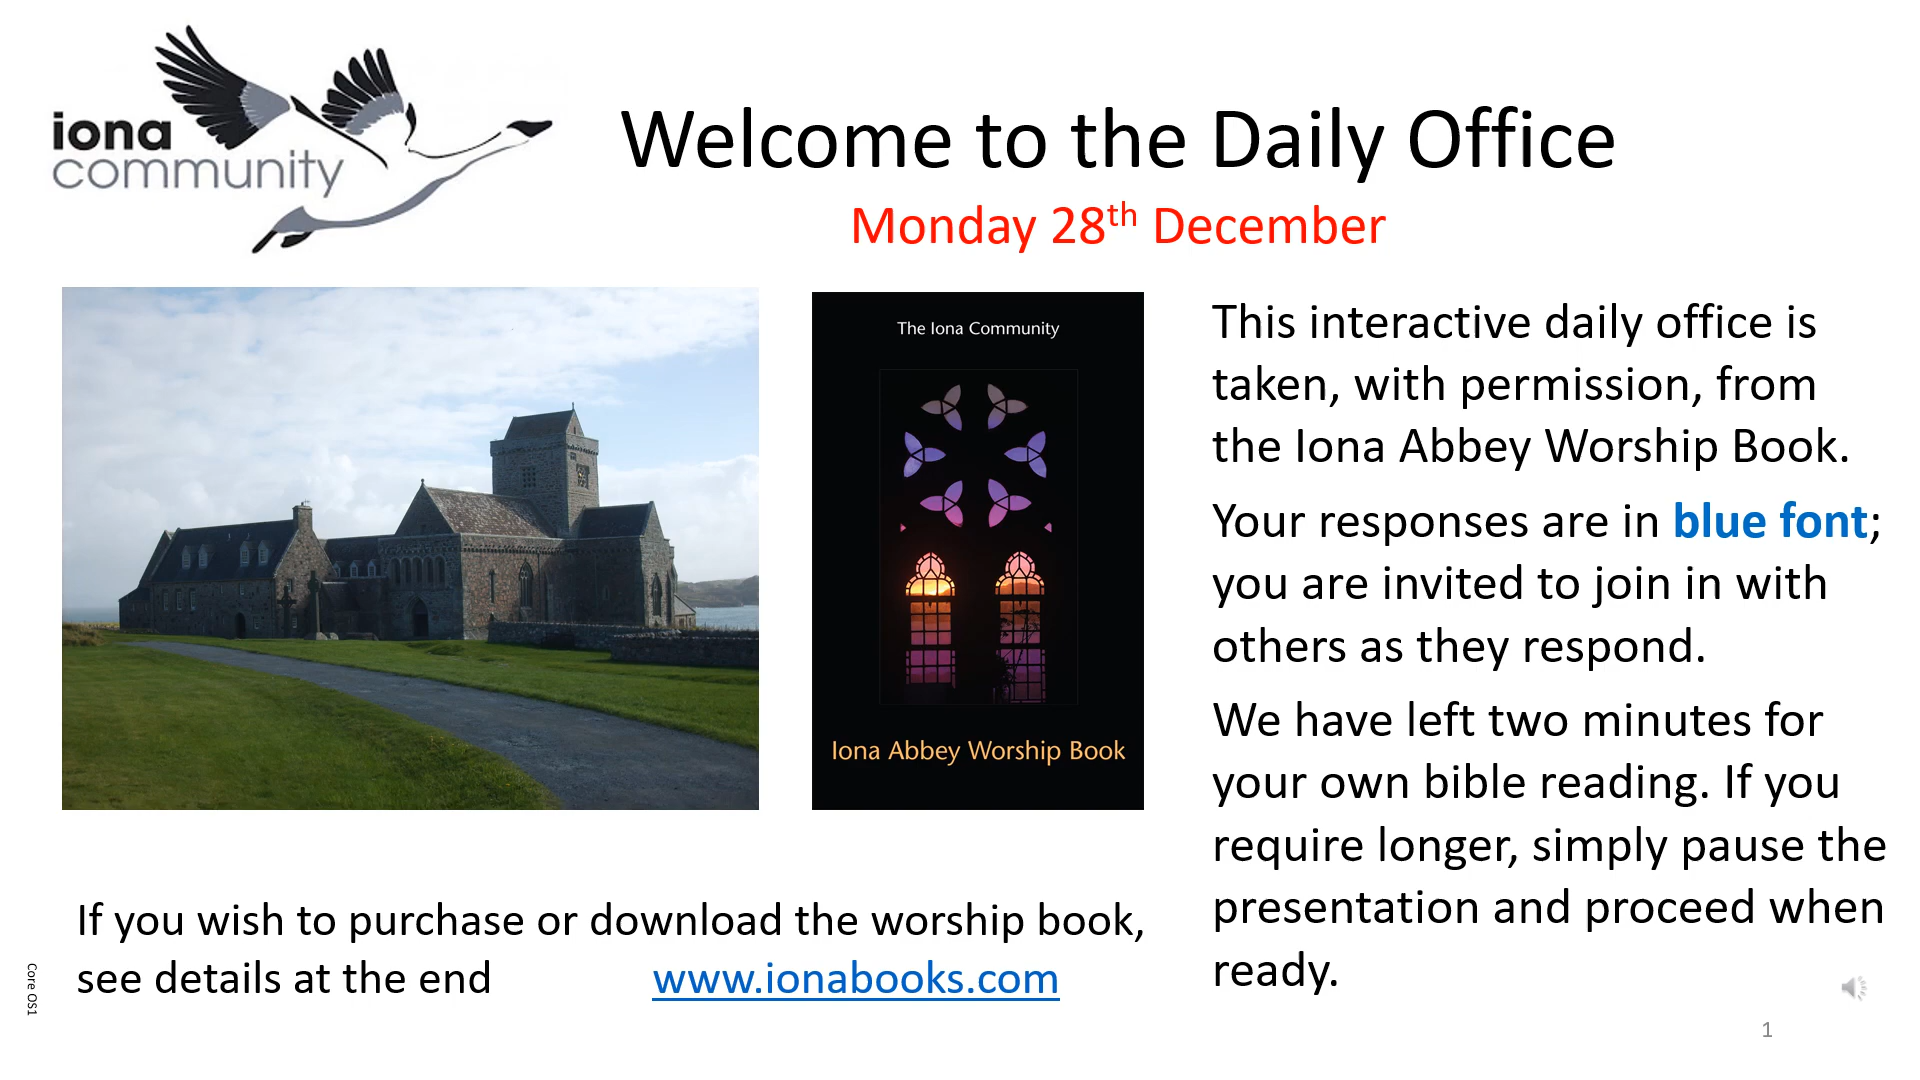 iona
community
Welcome to the Daily Office
Monday 28th December
The Iona Community
Iona Abbey Worship Book
This interactive daily office is
taken, with permission, from
the Iona Abbey Worship Book.
Your responses are in blue font;
you are invited to join in with
others as they respond.
We have left two minutes for
your own bible reading. If you
require longer, simply pause the
presentation and proceed when
ready.
If you wish to purchase or download the worship book,
see details at the end www.ionabooks.com
Core OS1
1